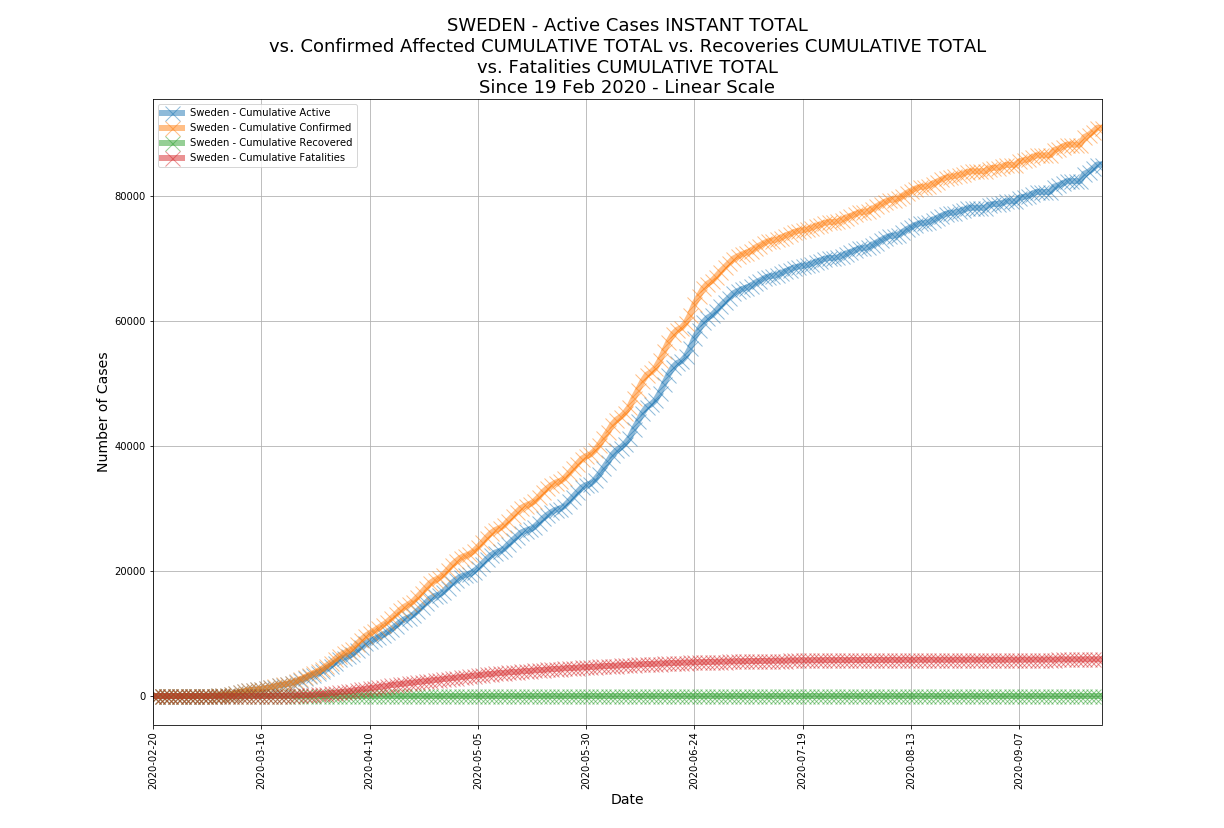 SWEDEN - Active Cases INSTANT TOTAL
vs. Confirmed Affected CUMULATIVE TOTAL vs. Recoveries CUMULATIVE TOTAL
vs. Fatalities CUMULATIVE TOTAL
Since 19 Feb 2020 - Linear Scale
Sweden - Cumulative Active
Sweden - Cumulative Confirmed
Sweden - Cumulative Recovered
Sweden - Cumulative Fatalities
Number of Cases
80000
60000
40000
20000
0
2020-02-20
2020-03-16
2020-04-10
2020-05-05
2020-05-30
2020-06-24
2020-07-19
2020-08-13
2020-09-07
Date